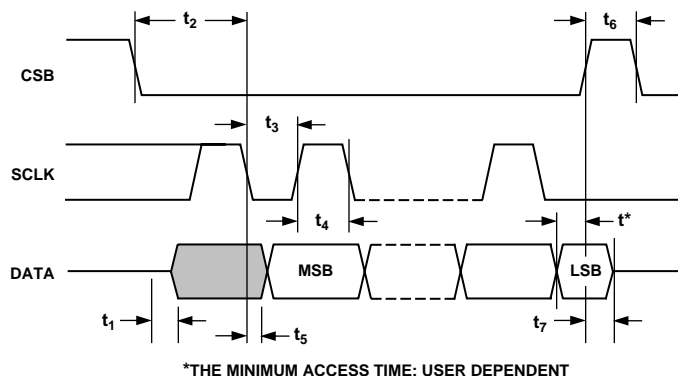 t2
t6
CSB
t3
SCLK
t4
t*
DATA
MSB
LSB
t1
t5
t7
*THE MINIMUM ACCESS TIME: USER DEPENDENT